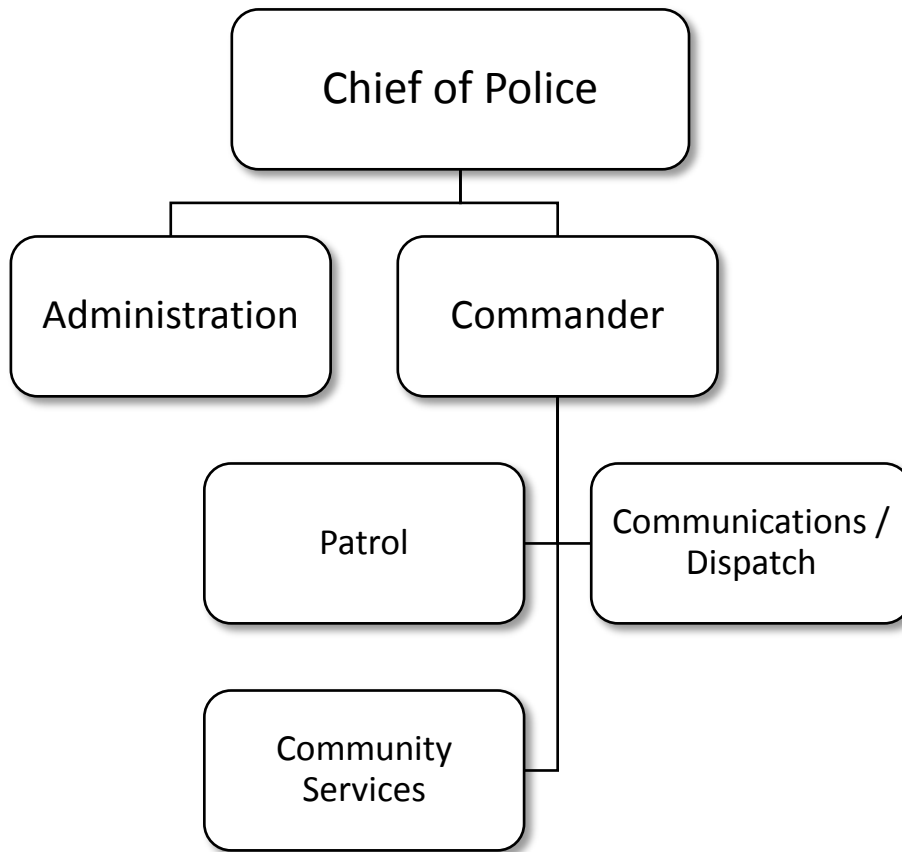 Chief of Police
Administration
Commander
Patrol
Communications /
Dispatch
Community
Services